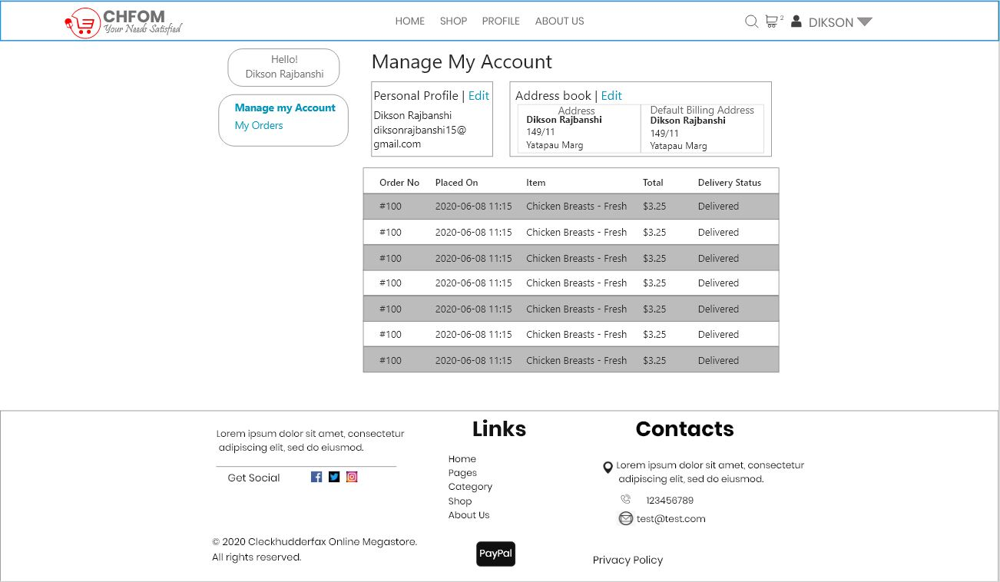 CHFOM
Your Needs Satisfied
HOME SHOP PROFILE ABOUT US
2
DIKSON
Hello!
Dikson Rajbanshi
Manage my Account
My Orders
Manage My Account
Personal Profile | Edit
Dikson Rajbanshi
diksonrajbanshi15@
gmail.com
Address book | Edit
Address
Dikson Rajbanshi
149/11
Yatapau Marg
Default Billing Address
Dikson Rajbanshi
149/11
Yatapau Marg
Order No Placed On Item Total Delivery Status
#100 2020-06-08 11:15 Chicken Breasts - Fresh $3.25 Delivered
#100 2020-06-08 11:15 Chicken Breasts - Fresh $3.25 Delivered
#100 2020-06-08 11:15 Chicken Breasts - Fresh $3.25 Delivered
#100 2020-06-08 11:15 Chicken Breasts - Fresh $3.25 Delivered
#100 2020-06-08 11:15 Chicken Breasts - Fresh $3.25 Delivered
#100 2020-06-08 11:15 Chicken Breasts - Fresh $3.25 Delivered
#100 2020-06-08 11:15 Chicken Breasts - Fresh $3.25 Delivered
Lorem ipsum dolor sit amet, consectetur
adipiscing elit, sed do eiusmod.
Get Social
© 2020 Cleckhudderfax Online Megastore.
All rights reserved.
Links
Home
Pages
Category
Shop
About Us
PayPal
Contacts
Lorem ipsum dolor sit amet, consectetur
adipiscing elit, sed do eiusmod.
123456789
test@test.com
Privacy Policy